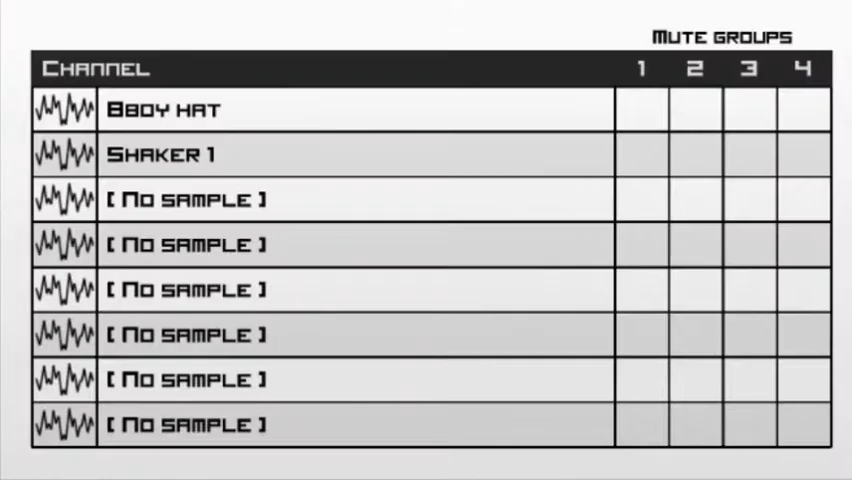 Mute groups
Channel 1 2 3 4
Bboy hat
Shaker 1
[ No sample ]
[ No sample ]
[ No sample ]
[ No sample ]
[ No sample ]
[ No sample ]